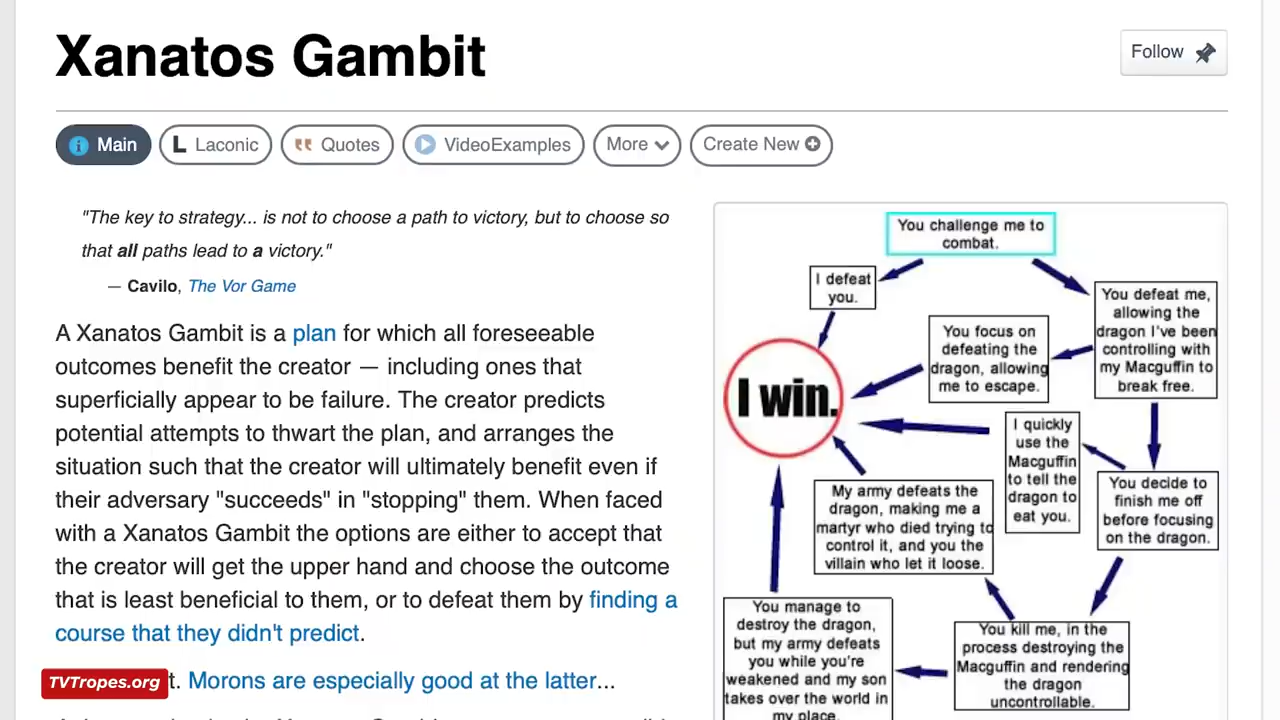 Xanatos Gambit
Follow
Main
Laconic
Quotes
VideoExamples
More
Create New
"The key to strategy... is not to choose a path to victory, but to choose so
that all paths lead to a victory."
— Cavilo, The Vor Game
A Xanatos Gambit is a plan for which all foreseeable
outcomes benefit the creator — including ones that
superficially appear to be failure. The creator predicts
potential attempts to thwart the plan, and arranges the
situation such that the creator will ultimately benefit even if
their adversary "succeeds" in "stopping" them. When faced
with a Xanatos Gambit the options are either to accept that
the creator will get the upper hand and choose the outcome
that is least beneficial to them, or to defeat them by finding a
course that they didn't predict.
t. Morons are especially good at the latter...
TVTropes.org
You challenge me to
combat.
I defeat
you.
You defeat me,
allowing the
dragon I've been
controlling with
my Macguffin to
break free.
You focus on
defeating the
dragon, allowing
me to escape.
I win.
I quickly
use the
Macguffin
to tell the
dragon to
eat you.
You decide to
finish me off
before focusing
on the dragon.
My army defeats the
dragon, making me a
martyr who died trying to
control it, and you the
villain who let it loose.
You manage to
destroy the dragon,
but my army defeats
you while you're
weakened and my son
takes over the world in
my place.
You kill me, in the
process destroying the
Macguffin and rendering
the dragon
uncontrollable.